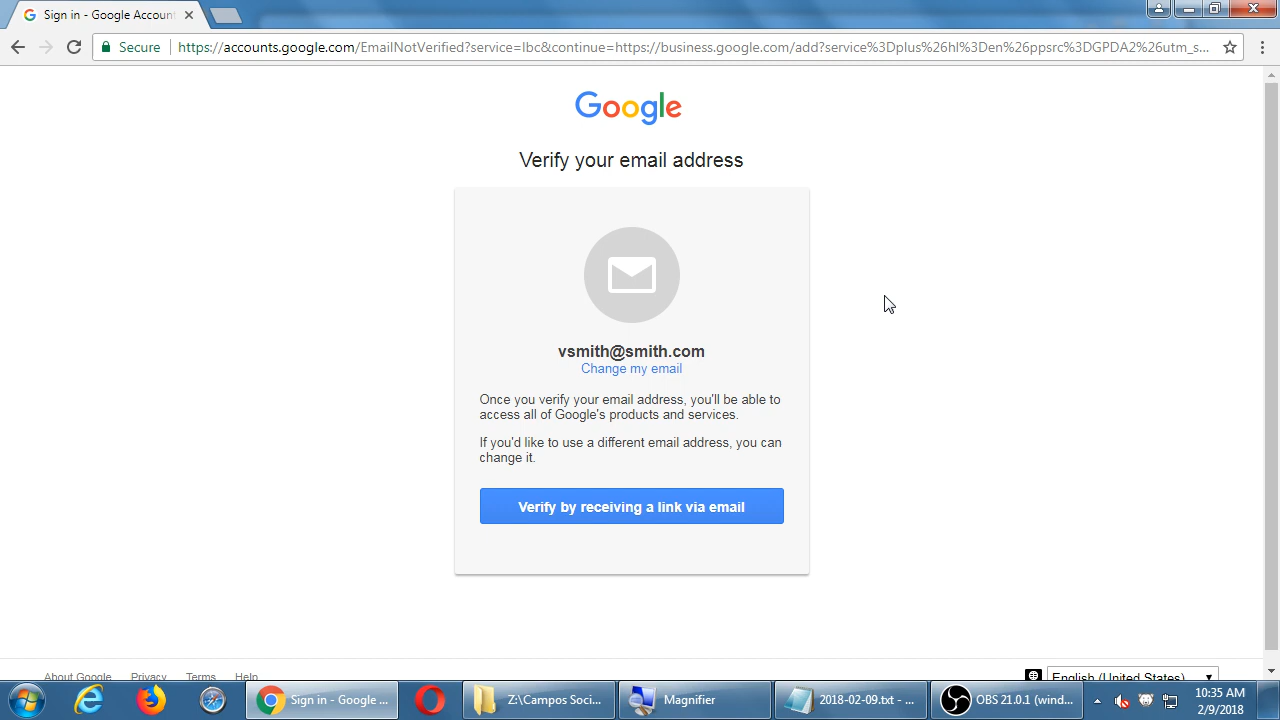 Sign in - Google Accoun
Secure
https://accounts.google.com/EmailNotVerified?service=lbc&continue=https://business.google.com/add?service%3Dplus%26hl%3Den%26ppsrc%3DGPDA2%26utm_s...
Google
Verify your email address
vsmith@smith.com
Change my email
Once you verify your email address, you'll be able to
access all of Google's products and services.
If you'd like to use a different email address, you can
change it.
Verify by receiving a link via email
About Google Privacy Terms Help
English (United States)
Sign in - Google ...
Z:\Campos Soci...
Magnifier
2018-02-09.txt - ...
OBS 21.0.1 (wind...
10:35 AM
2/9/2018